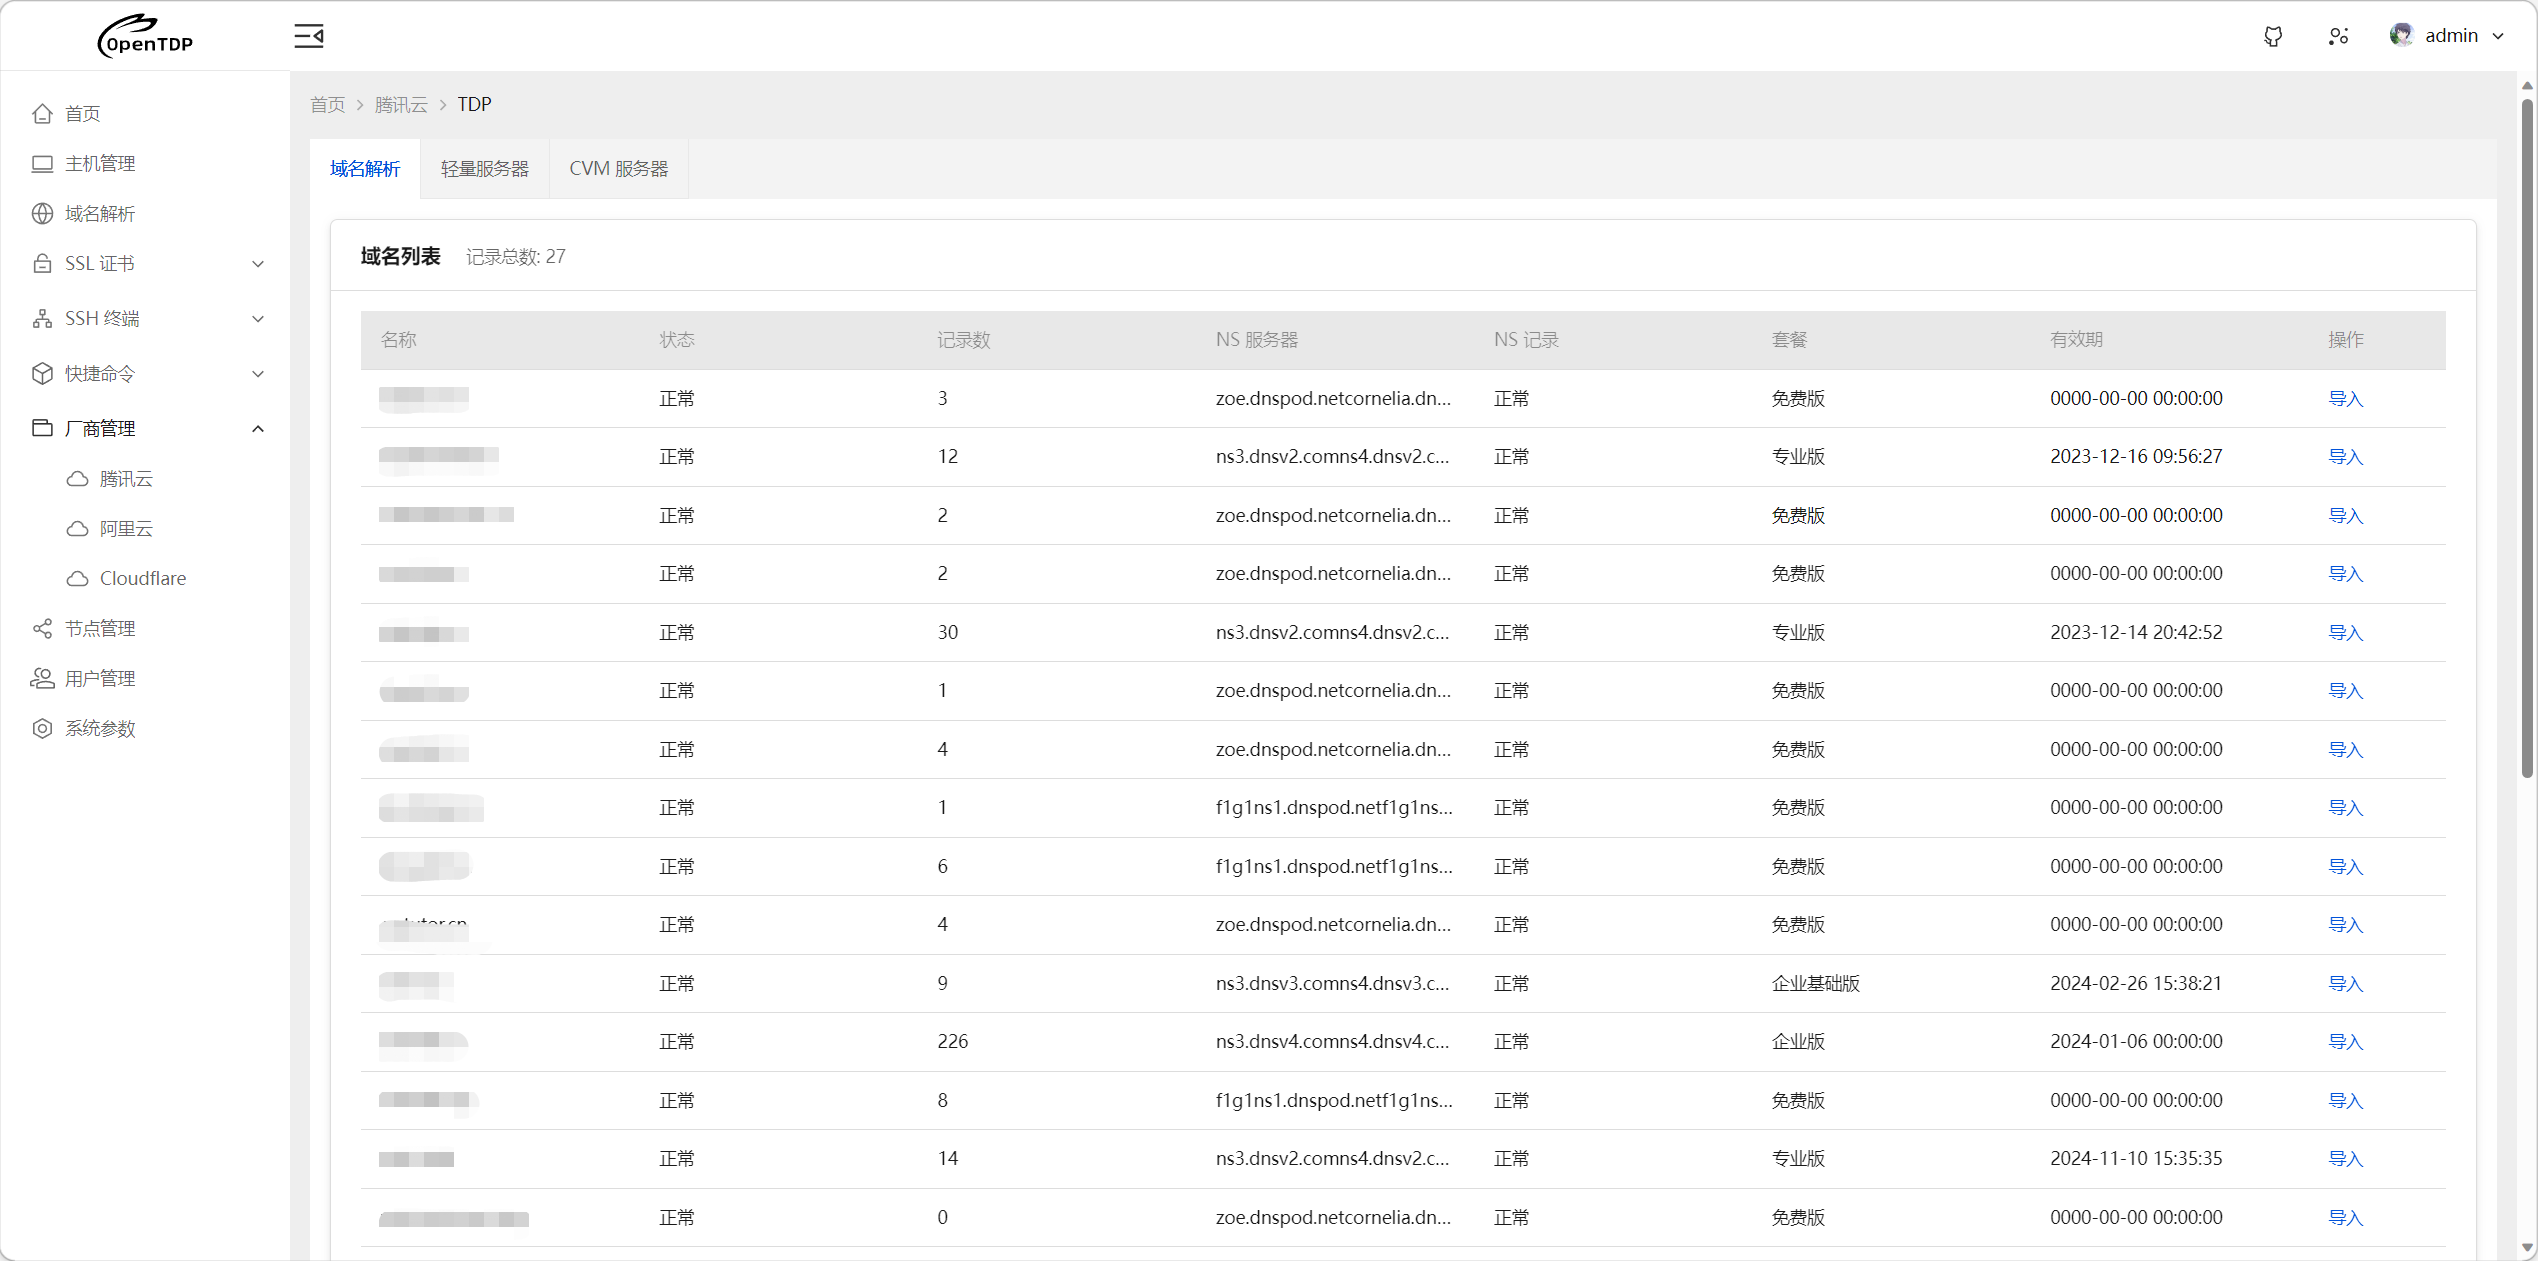 OpenTDP
admin
首页
主机管理
域名解析
SSL 证书
SSH 终端
快捷命令
厂商管理
腾讯云
阿里云
Cloudflare
节点管理
用户管理
系统参数
首页 > 腾讯云 > TDP
域名解析 轻量服务器 CVM 服务器
域名列表 记录总数: 27
名称 状态 记录数 NS 服务器 NS 记录 套餐 有效期 操作
正常 3 zoe.dnspod.netcornelia.dn... 正常 免费版 0000-00-00 00:00:00 导入
正常 12 ns3.dnsv2.comns4.dnsv2.c... 正常 专业版 2023-12-16 09:56:27 导入
正常 2 zoe.dnspod.netcornelia.dn... 正常 免费版 0000-00-00 00:00:00 导入
正常 2 zoe.dnspod.netcornelia.dn... 正常 免费版 0000-00-00 00:00:00 导入
正常 30 ns3.dnsv2.comns4.dnsv2.c... 正常 专业版 2023-12-14 20:42:52 导入
正常 1 zoe.dnspod.netcornelia.dn... 正常 免费版 0000-00-00 00:00:00 导入
正常 4 zoe.dnspod.netcornelia.dn... 正常 免费版 0000-00-00 00:00:00 导入
正常 1 f1g1ns1.dnspod.netf1g1ns... 正常 免费版 0000-00-00 00:00:00 导入
正常 6 f1g1ns1.dnspod.netf1g1ns... 正常 免费版 0000-00-00 00:00:00 导入
正常 4 zoe.dnspod.netcornelia.dn... 正常 免费版 0000-00-00 00:00:00 导入
正常 9 ns3.dnsv3.comns4.dnsv3.c... 正常 企业基础版 2024-02-26 15:38:21 导入
正常 226 ns3.dnsv4.comns4.dnsv4.c... 正常 企业版 2024-01-06 00:00:00 导入
正常 8 f1g1ns1.dnspod.netf1g1ns... 正常 免费版 0000-00-00 00:00:00 导入
正常 14 ns3.dnsv2.comns4.dnsv2.c... 正常 专业版 2024-11-10 15:35:35 导入
正常 0 zoe.dnspod.netcornelia.dn... 正常 免费版 0000-00-00 00:00:00 导入